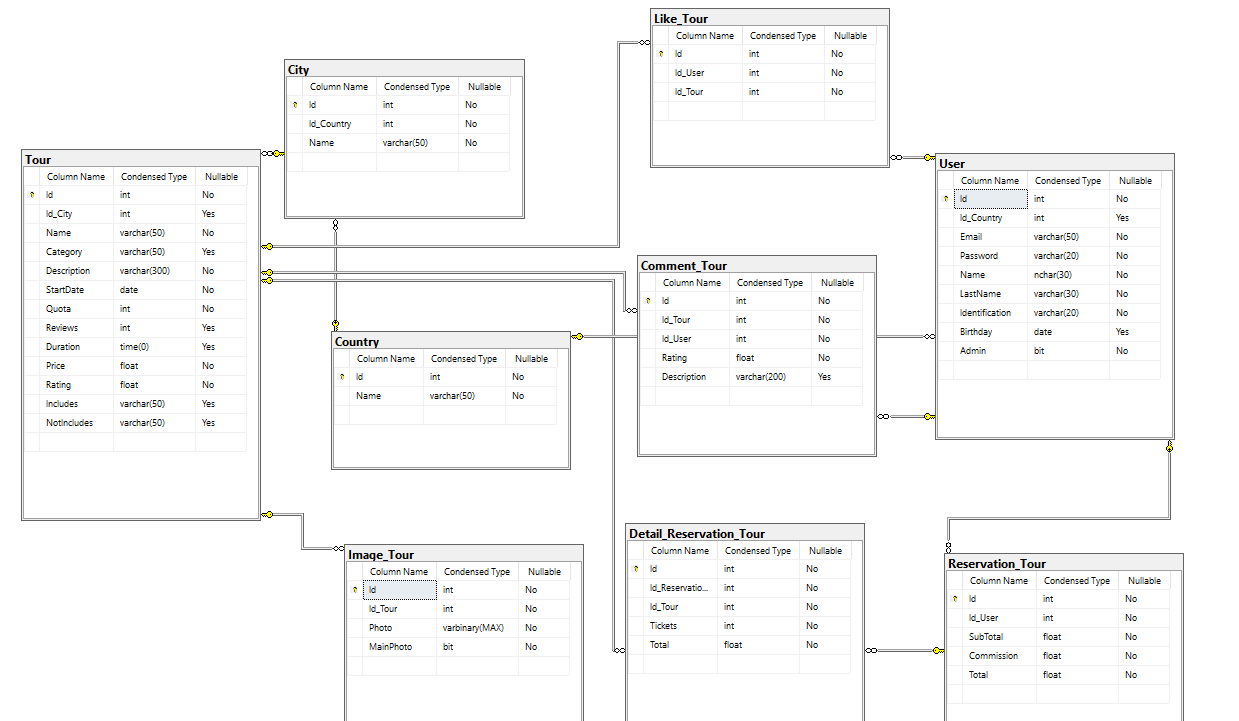 Like_Tour
Column Name Condensed Type Nullable
Id int No
Id_User int No
Id_Tour int No
City
Column Name Condensed Type Nullable
Id int No
Id_Country int No
Name varchar(50) No
Tour
Column Name Condensed Type Nullable
Id int No
Id_City int Yes
Name varchar(50) No
Category varchar(50) Yes
Description varchar(300) No
StartDate date No
Quota int No
Reviews int Yes
Duration time(0) Yes
Price float No
Rating float No
Includes varchar(50) Yes
NotIncludes varchar(50) Yes
User
Column Name Condensed Type Nullable
Id int No
Id_Country int Yes
Email varchar(50) No
Password varchar(20) No
Name nchar(30) No
LastName varchar(30) No
Identification varchar(20) No
Birthday date Yes
Admin bit No
Comment_Tour
Column Name Condensed Type Nullable
Id int No
Id_Tour int No
Id_User int No
Rating float No
Description varchar(200) Yes
Country
Column Name Condensed Type Nullable
Id int No
Name varchar(50) No
Image_Tour
Column Name Condensed Type Nullable
Id int No
Id_Tour int No
Photo varbinary(MAX) No
MainPhoto bit No
Detail_Reservation_Tour
Column Name Condensed Type Nullable
Id int No
Id_Reservatio... int No
Id_Tour int No
Tickets int No
Total float No
Reservation_Tour
Column Name Condensed Type Nullable
Id int No
Id_User int No
SubTotal float No
Commission float No
Total float No